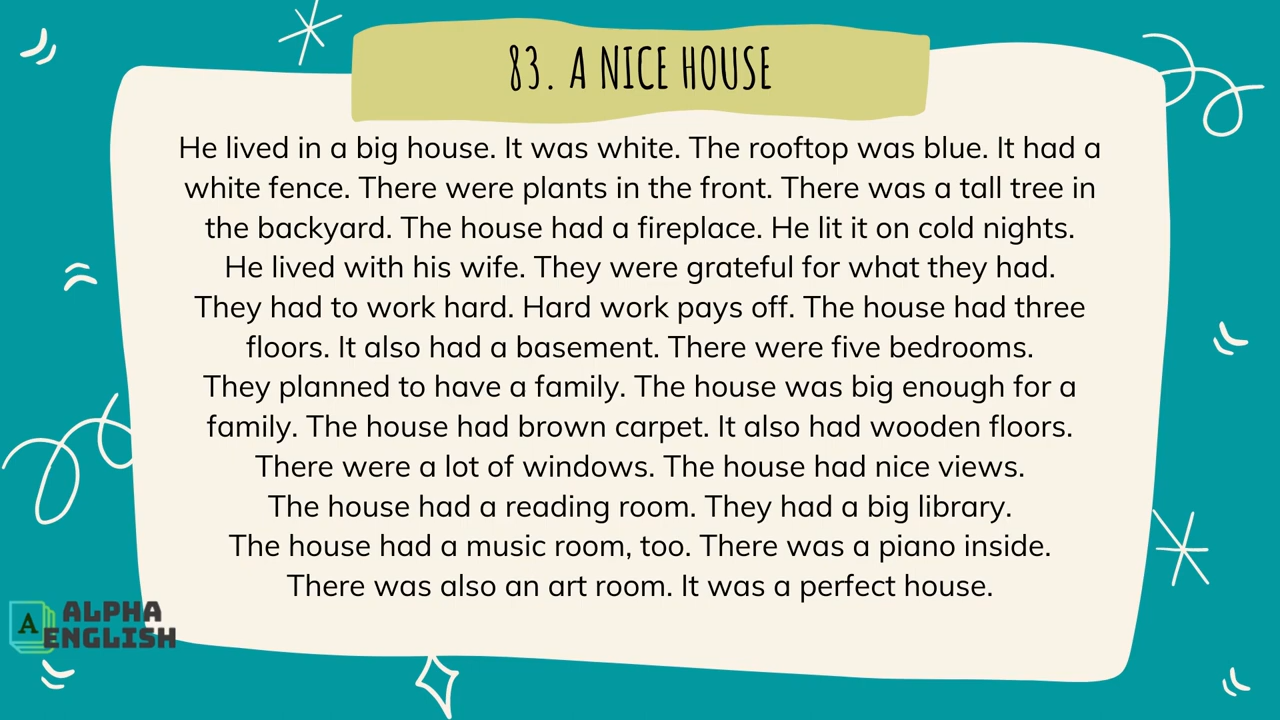 83. A NICE HOUSE
He lived in a big house. It was white. The rooftop was blue. It had a
white fence. There were plants in the front. There was a tall tree in
the backyard. The house had a fireplace. He lit it on cold nights.
He lived with his wife. They were grateful for what they had.
They had to work hard. Hard work pays off. The house had three
floors. It also had a basement. There were five bedrooms.
They planned to have a family. The house was big enough for a
family. The house had brown carpet. It also had wooden floors.
There were a lot of windows. The house had nice views.
The house had a reading room. They had a big library.
The house had a music room, too. There was a piano inside.
There was also an art room. It was a perfect house.
A ALPHA
ENGLISH